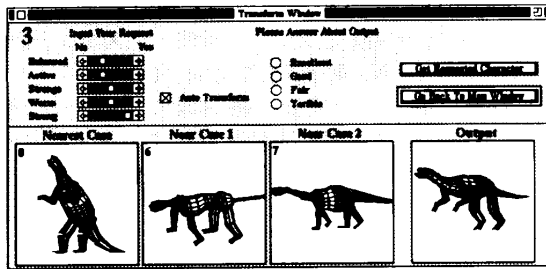 Transform Window
3
Input Your Request
No Yes
Balanced
Active
Strange
Worm
Strong
Auto Transform
Please Answer About Output
Excellent
Good
Fair
Terrible
Get Requested Character
Go Back To Main Window
Nearest Case
Near Case 1
Near Case 2
Output
8
6
7